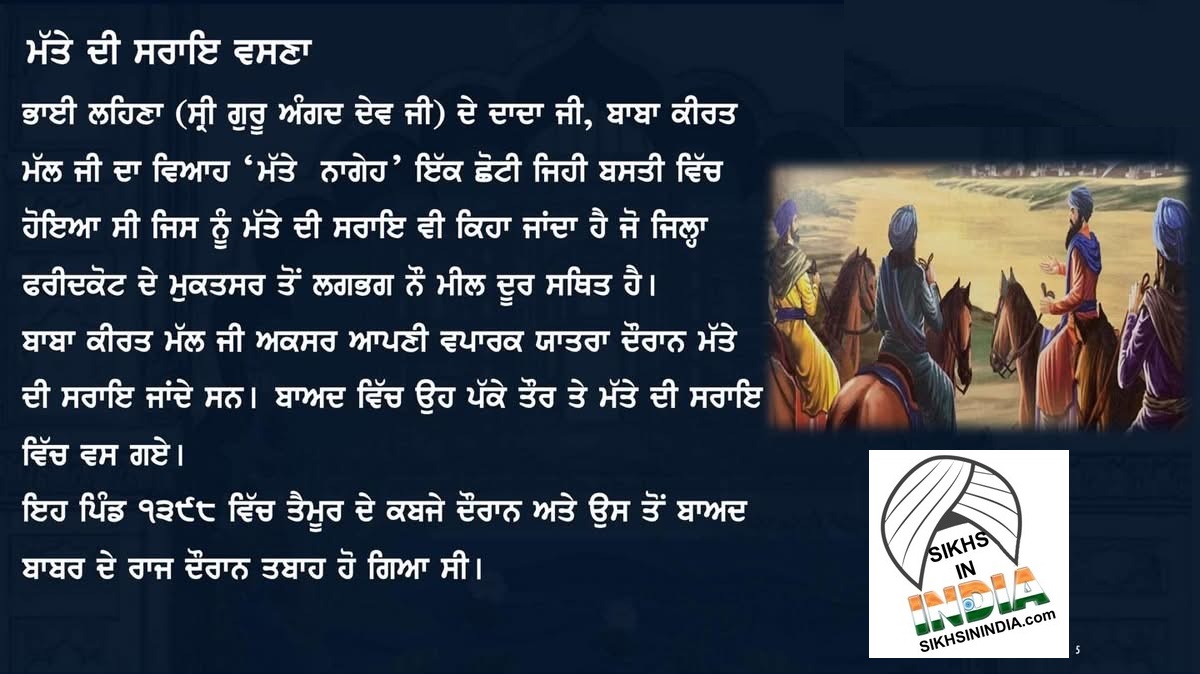 ਮੱਤੇ ਦੀ ਸਰਾਇ ਵਸਣਾ
ਭਾਈ ਲਹਿਣਾ (ਸ੍ਰੀ ਗੁਰੂ ਅੰਗਦ ਦੇਵ ਜੀ) ਦੇ ਦਾਦਾ ਜੀ, ਬਾਬਾ ਕੀਰਤ
ਮੱਲ ਜੀ ਦਾ ਵਿਆਹ ‘ਮੱਤੇ ਨਾਗੇਹ’ ਇੱਕ ਛੋਟੀ ਜਿਹੀ ਬਸਤੀ ਵਿੱਚ
ਹੋਇਆ ਸੀ ਜਿਸ ਨੂੰ ਮੱਤੇ ਦੀ ਸਰਾਇ ਵੀ ਕਿਹਾ ਜਾਂਦਾ ਹੈ ਜੋ ਜਿਲ੍ਹਾ
ਫਰੀਦਕੋਟ ਦੇ ਮੁਕਤਸਰ ਤੋਂ ਲਗਭਗ ਨੌ ਮੀਲ ਦੂਰ ਸਥਿਤ ਹੈ।
ਬਾਬਾ ਕੀਰਤ ਮੱਲ ਜੀ ਅਕਸਰ ਆਪਣੀ ਵਪਾਰਕ ਯਾਤਰਾ ਦੌਰਾਨ ਮੱਤੇ
ਦੀ ਸਰਾਇ ਜਾਂਦੇ ਸਨ। ਬਾਅਦ ਵਿੱਚ ਉਹ ਪੱਕੇ ਤੌਰ ਤੇ ਮੱਤੇ ਦੀ ਸਰਾਇ
ਵਿੱਚ ਵਸ ਗਏ।
ਇਹ ਪਿੰਡ ੧੩੯੮ ਵਿੱਚ ਤੈਮੂਰ ਦੇ ਕਬਜੇ ਦੌਰਾਨ ਅਤੇ ਉਸ ਤੋਂ ਬਾਅਦ
ਬਾਬਰ ਦੇ ਰਾਜ ਦੌਰਾਨ ਤਬਾਹ ਹੋ ਗਿਆ ਸੀ।
SIKHS
IN
INDIA
SIKHSININDIA.com
5